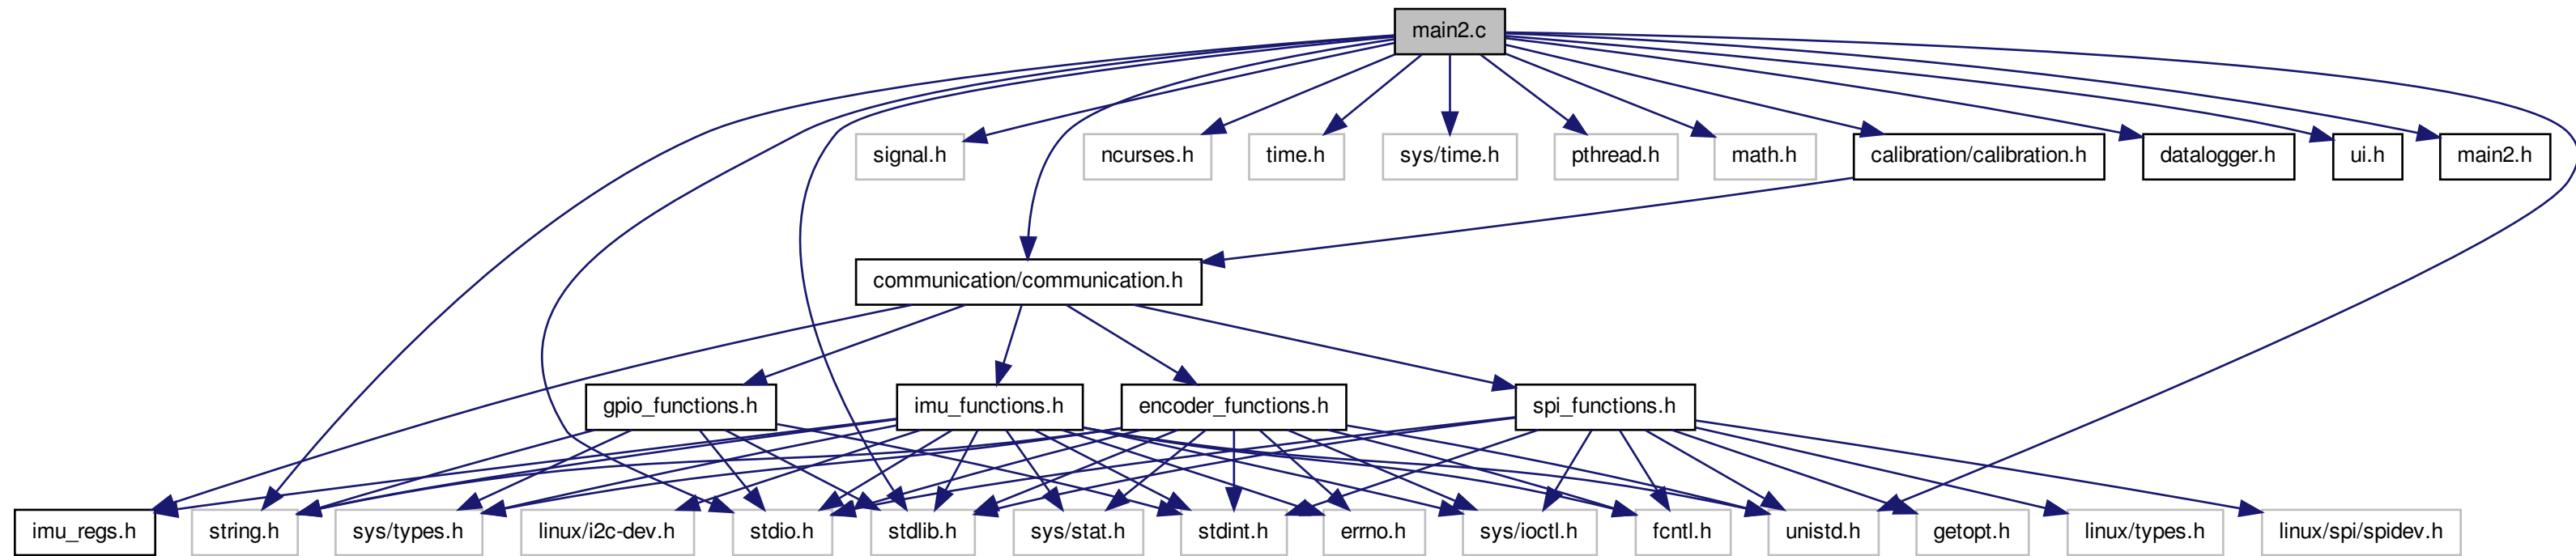 main2.c
signal.h
ncurses.h
time.h
sys/time.h
pthread.h
math.h
calibration/calibration.h
datalogger.h
ui.h
main2.h
communication/communication.h
gpio_functions.h
imu_functions.h
encoder_functions.h
spi_functions.h
imu_regs.h
string.h
sys/types.h
linux/i2c-dev.h
stdio.h
stdlib.h
sys/stat.h
stdint.h
errno.h
sys/ioctl.h
fcntl.h
unistd.h
getopt.h
linux/types.h
linux/spi/spidev.h